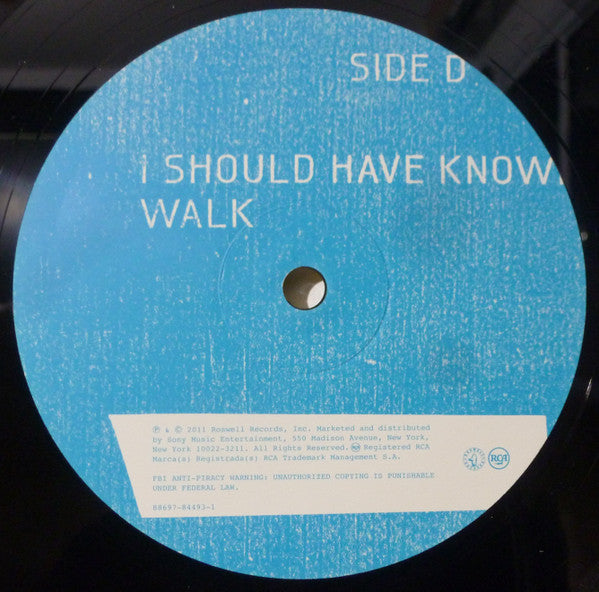 SIDE D
I SHOULD HAVE KNOWN
WALK
℗ & © 2011 Roswell Records, Inc. Marketed and distributed
by Sony Music Entertainment, 550 Madison Avenue, New York,
New York 10022-3211. All Rights Reserved. RCA Registered RCA
Marca(s) Registrada(s) RCA Trademark Management S.A.
RCA
FBI ANTI-PIRACY WARNING: UNAUTHORIZED COPYING IS PUNISHABLE
UNDER FEDERAL LAW.
88697-84493-1